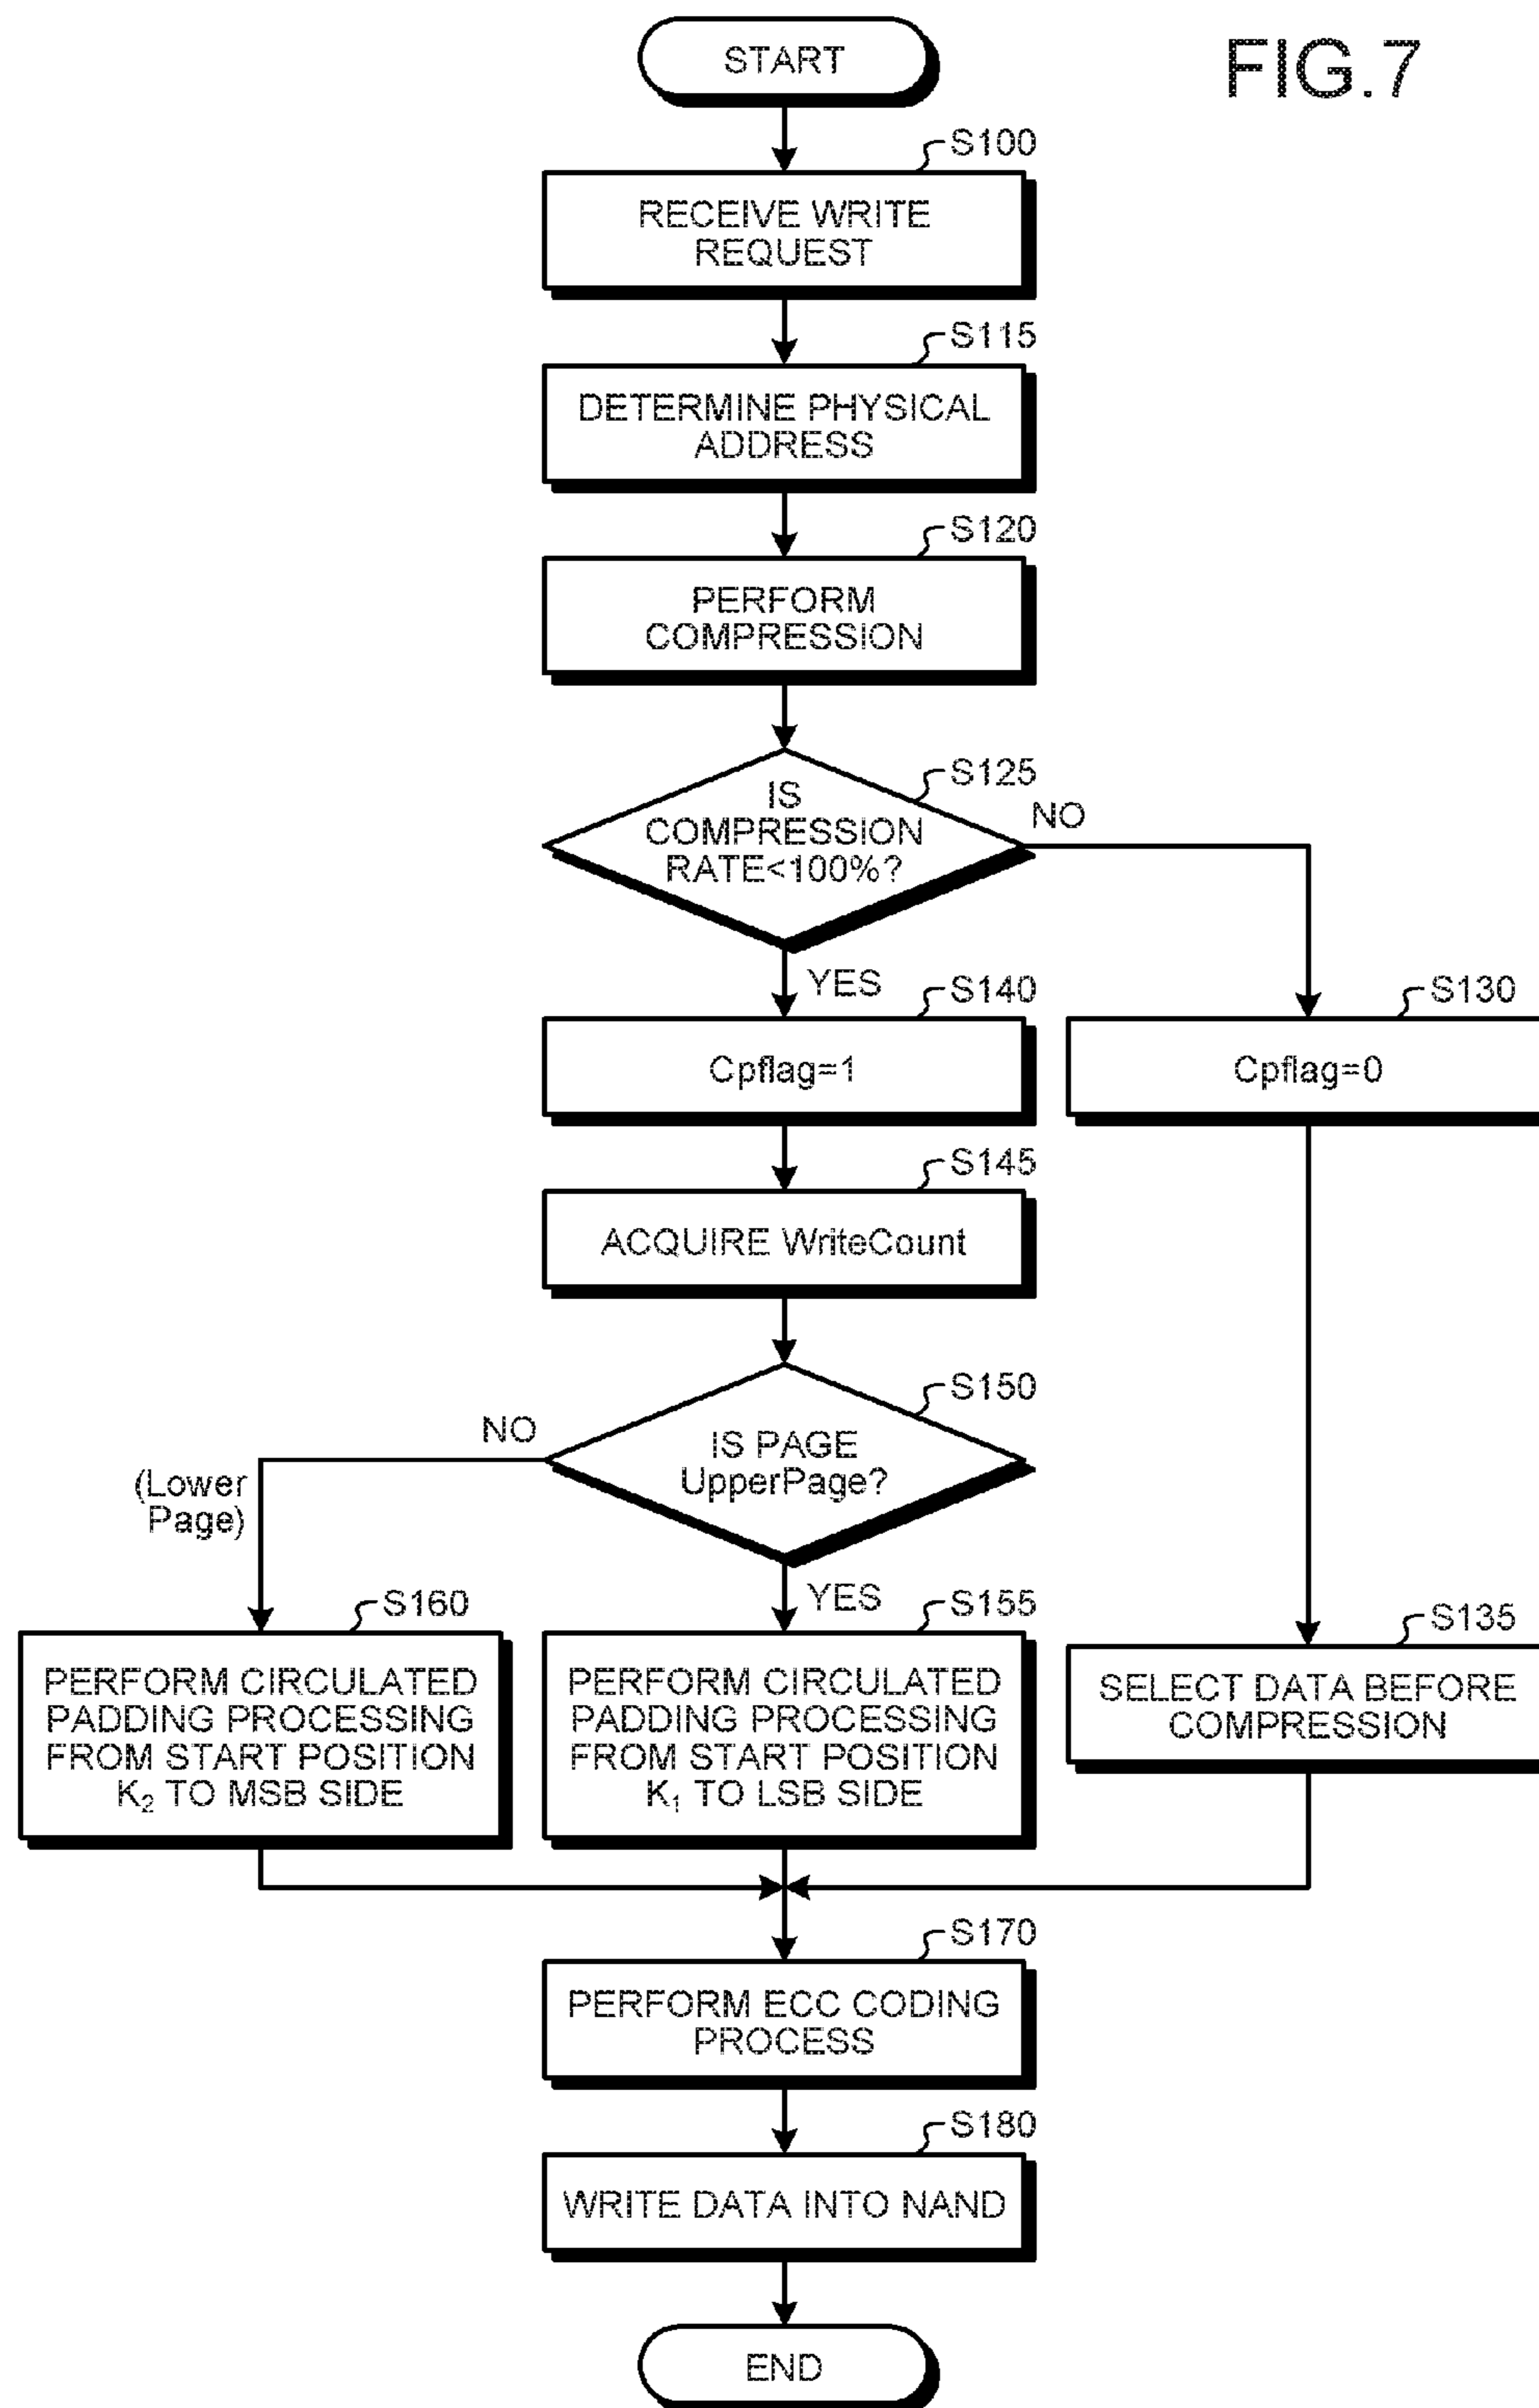 FIG.7
START
S100
RECEIVE WRITE
REQUEST
S115
DETERMINE PHYSICAL
ADDRESS
S120
PERFORM
COMPRESSION
S125
IS
COMPRESSION
RATE<100%?
NO
YES
S140
Cpflag=1
S130
Cpflag=0
S145
ACQUIRE WriteCount
S150
IS PAGE
UpperPage?
NO
(Lower
Page)
YES
S160
PERFORM CIRCULATED
PADDING PROCESSING
FROM START POSITION
K₂ TO MSB SIDE
S155
PERFORM CIRCULATED
PADDING PROCESSING
FROM START POSITION
K₁ TO LSB SIDE
S135
SELECT DATA BEFORE
COMPRESSION
S170
PERFORM ECC CODING
PROCESS
S180
WRITE DATA INTO NAND
END